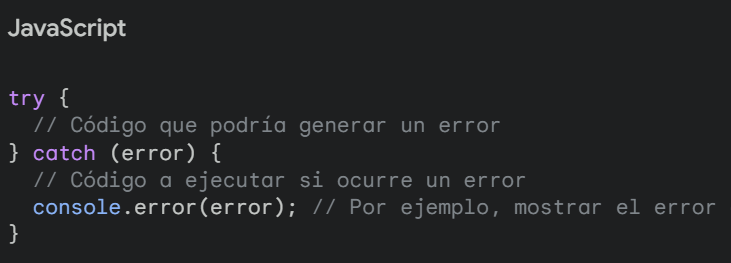 JavaScript
try {
// Código que podría generar un error
} catch (error) {
// Código a ejecutar si ocurre un error
console.error(error); // Por ejemplo, mostrar el error
}